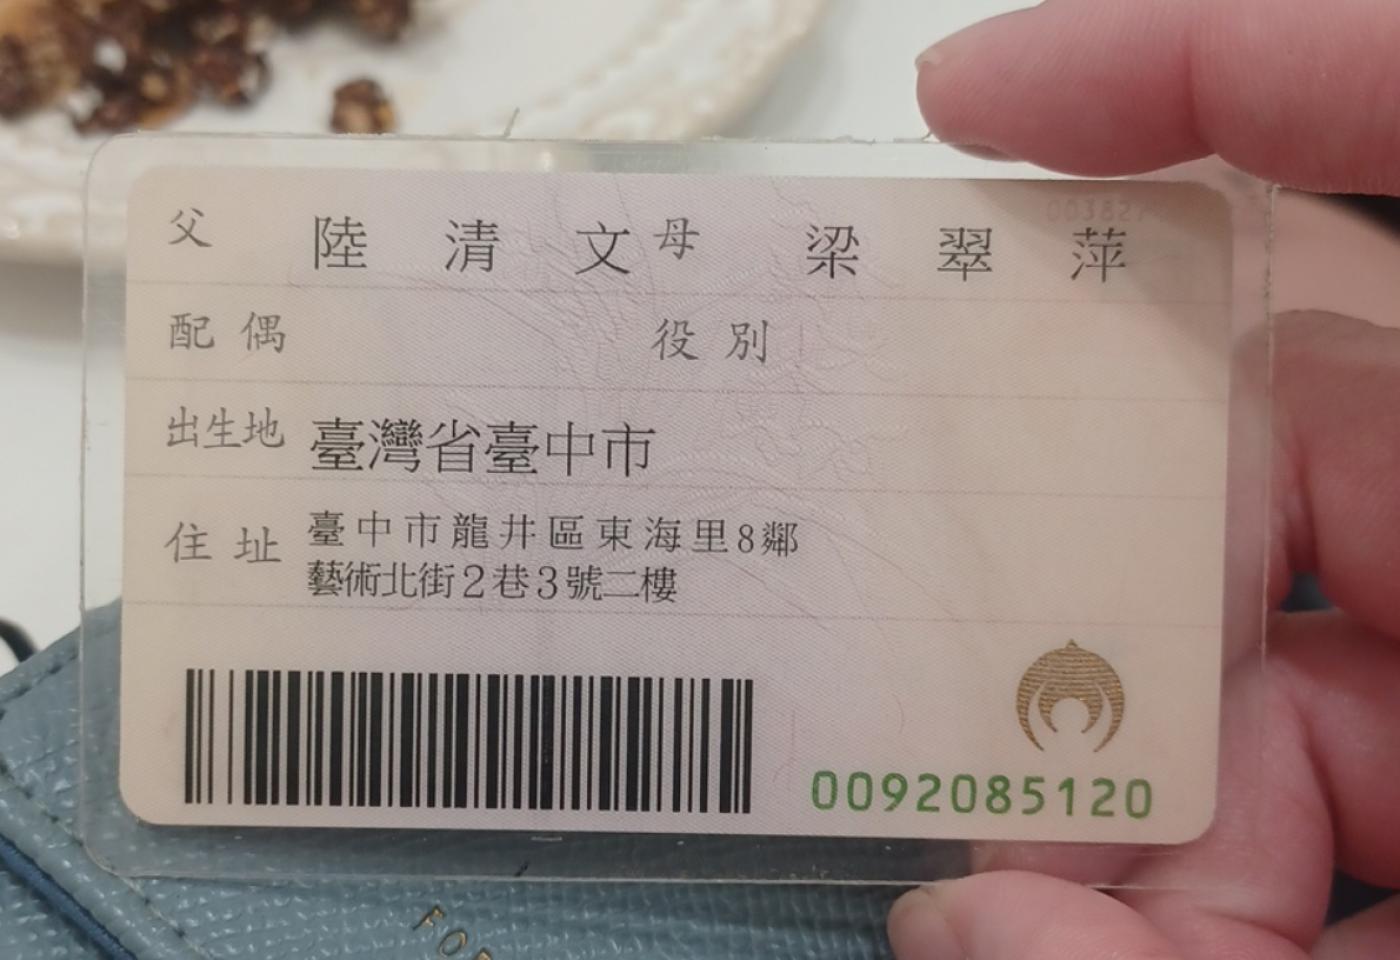 父 陸清文 母 梁翠萍
配偶 役別
出生地 臺灣省臺中市
住址 臺中市龍井區東海里8鄰
藝術北街2巷3號二樓
0092085120